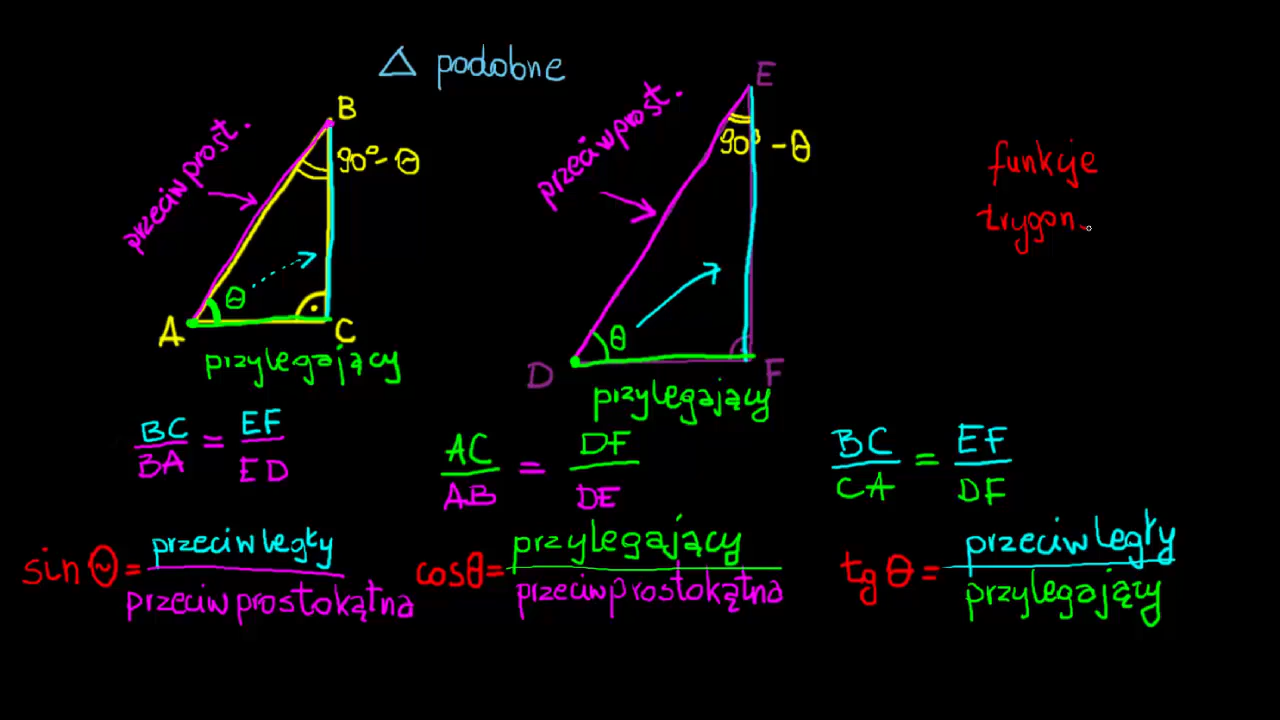 △ podobne
B
przeciwprost.
90° - θ
θ
A
C
przylegający
E
przeciwprost.
90° - θ
θ
D
F
przylegający
funkcje
trygon
BC/BA = EF/ED
AC/AB = DF/DE
BC/CA = EF/DF
sin θ = przeciwległy/przeciwprostokątna
cosθ = przylegający/przeciwprostokątna
tg θ = przeciwległy/przylegający